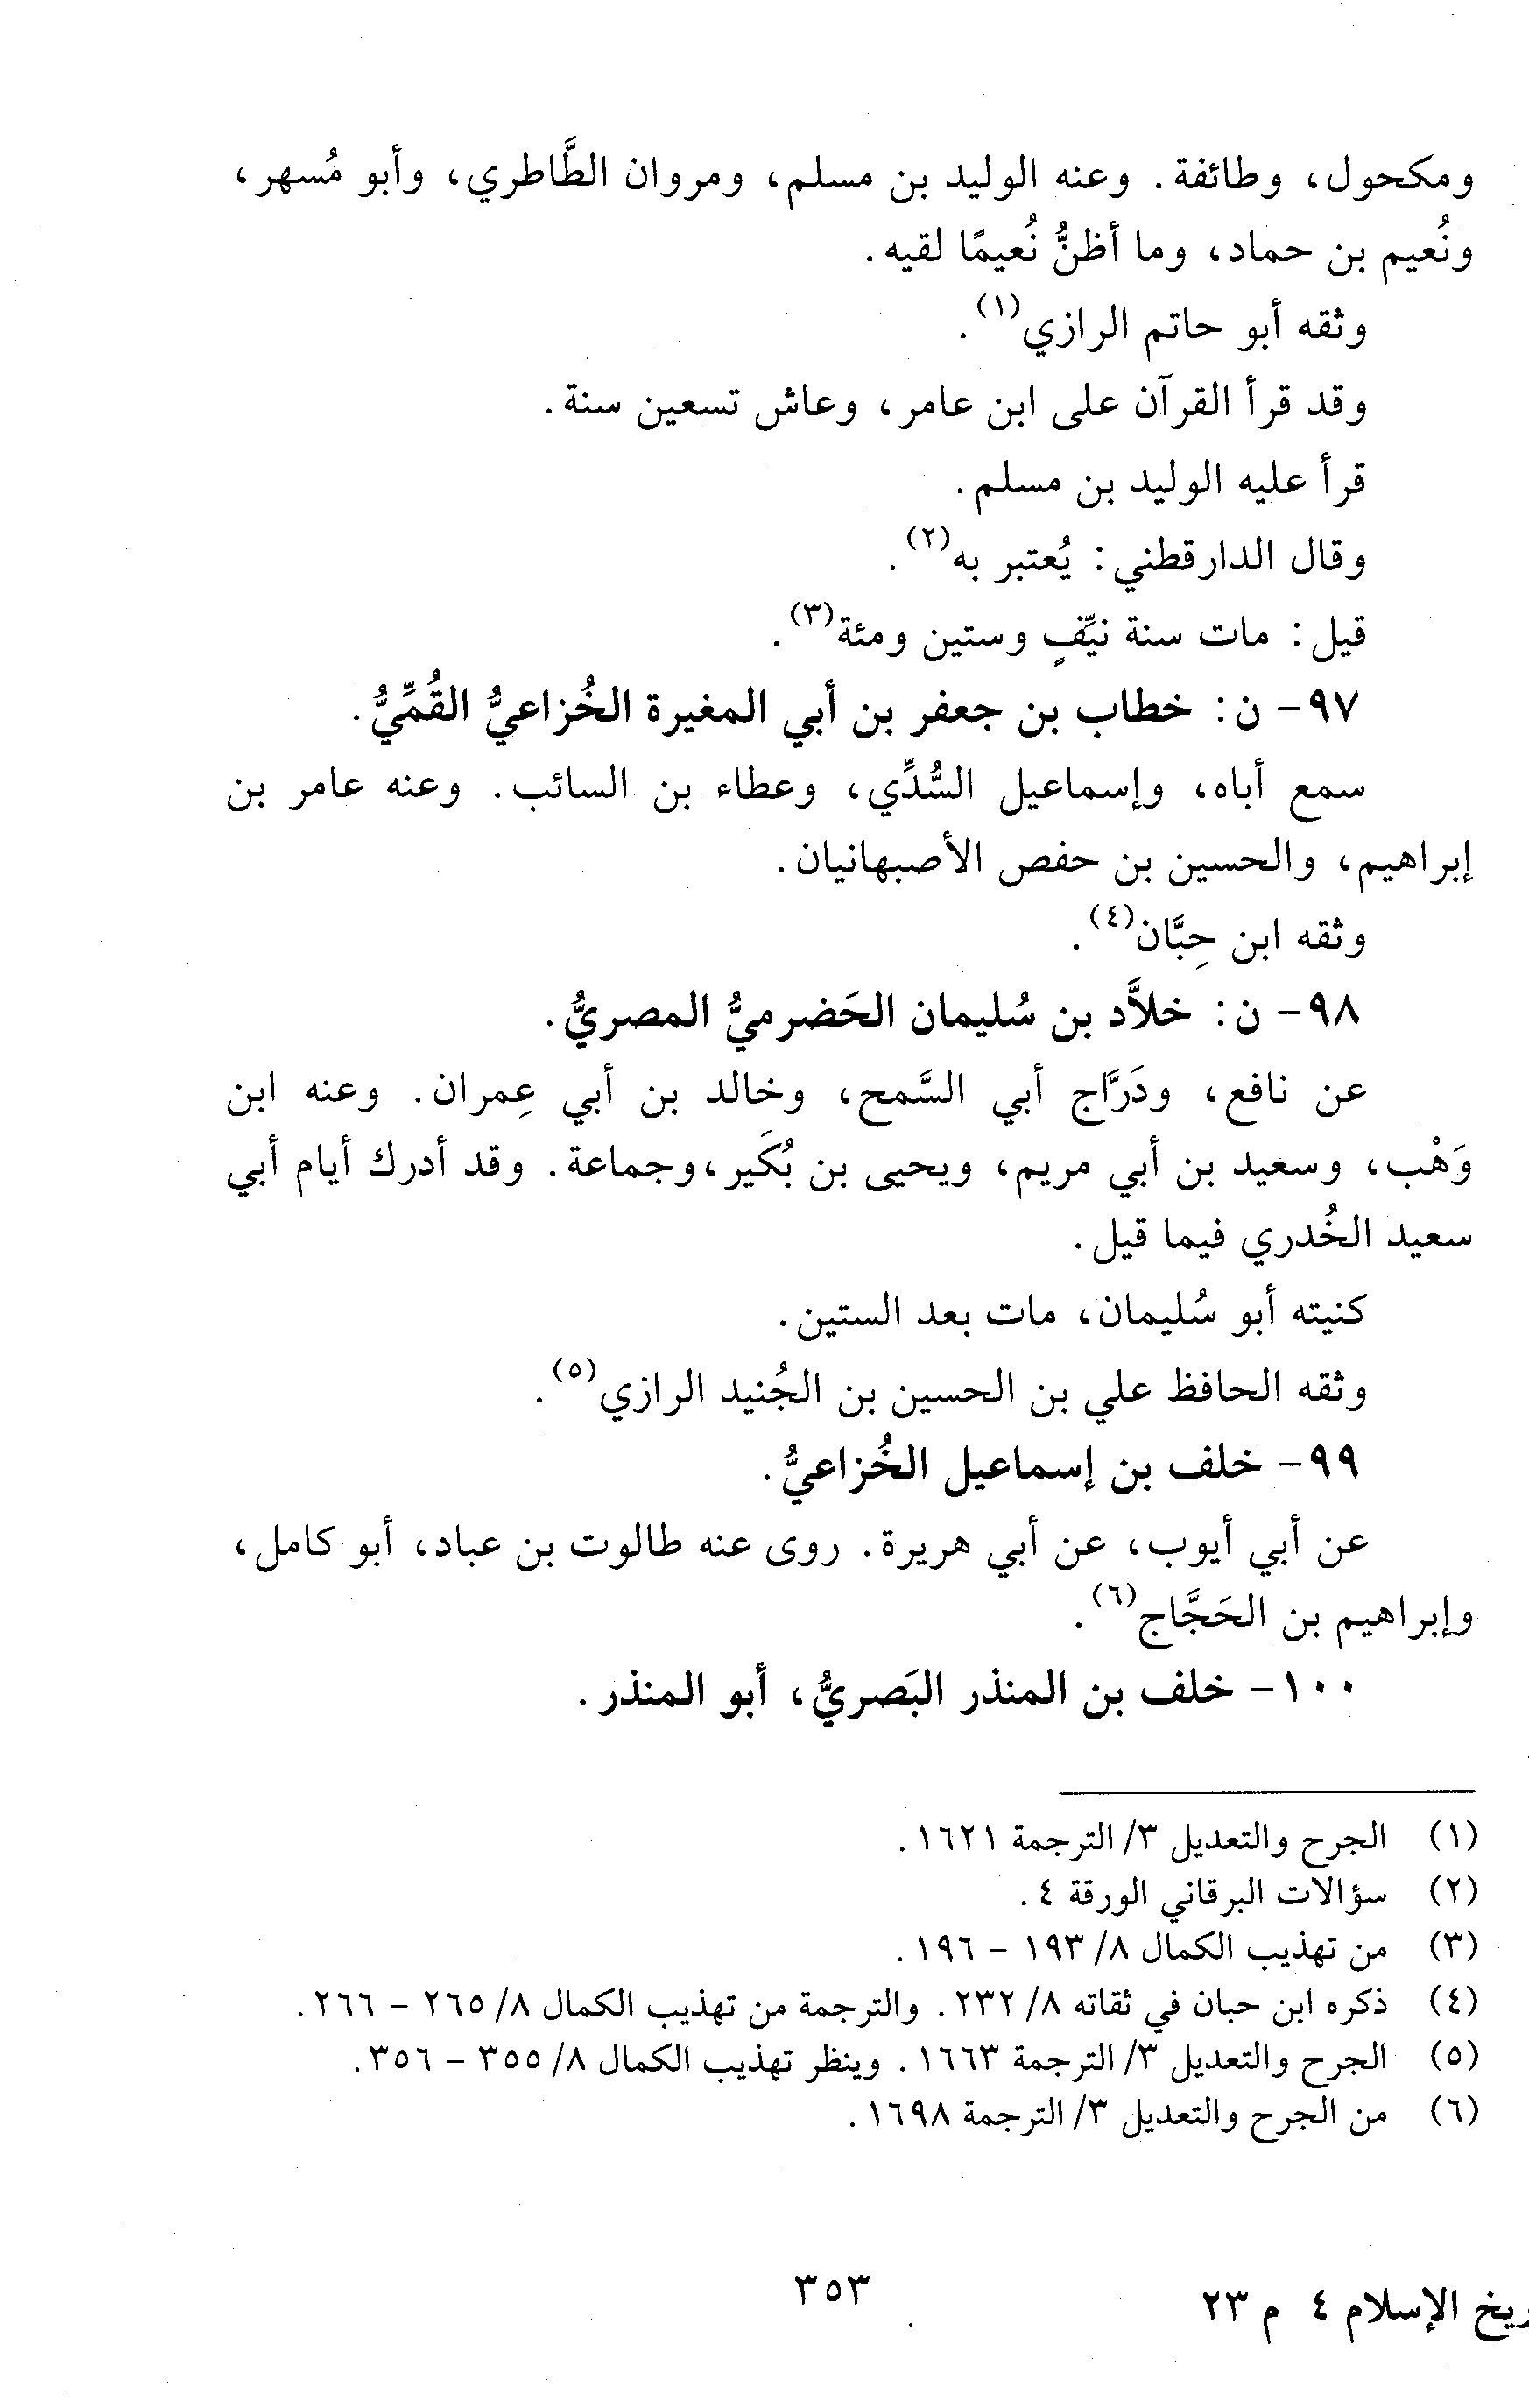 ومكحول، وطائفة. وعنه الوليد بن مسلم، ومروان الطَّاطري، وأبو مُسهر،
ونُعيم بن حماد، وما أظنُّ نُعيمًا لقيه.
وثقه أبو حاتم الرازي(١).
وقد قرأ القرآن على ابن عامر، وعاش تسعين سنة.
قرأ عليه الوليد بن مسلم.
وقال الدارقطني: يُعتبر به(٢).
قيل: مات سنة نيِّفٍ وستين ومئة(٣).
٩٧- ن: خطاب بن جعفر بن أبي المغيرة الخُزاعيُّ القُمِّيُّ.
سمع أباه، وإسماعيل السُّدِّي، وعطاء بن السائب. وعنه عامر بن
إبراهيم، والحسين بن حفص الأصبهانيان.
وثقه ابن حِبَّان(٤).
٩٨- ن: خلاَّد بن سُليمان الحَضرميُّ المصريُّ.
عن نافع، ودَرَّاج أبي السَّمح، وخالد بن أبي عِمران. وعنه ابن
وَهْب، وسعيد بن أبي مريم، ويحيى بن بُكَير، وجماعة. وقد أدرك أيام أبي
سعيد الخُدري فيما قيل.
كنيته أبو سُليمان، مات بعد الستين.
وثقه الحافظ علي بن الحسين بن الجُنيد الرازي(٥).
٩٩- خلف بن إسماعيل الخُزاعيُّ.
عن أبي أيوب، عن أبي هريرة. روى عنه طالوت بن عباد، أبو كامل،
وإبراهيم بن الحَجَّاج(٦).
١٠٠- خلف بن المنذر البَصريُّ، أبو المنذر.
(١) الجرح والتعديل ٣/ الترجمة ١٦٢١.
(٢) سؤالات البرقاني الورقة ٤.
(٣) من تهذيب الكمال ٨/ ١٩٣ - ١٩٦.
(٤) ذكره ابن حبان في ثقاته ٨/ ٢٣٢. والترجمة من تهذيب الكمال ٨/ ٢٦٥ - ٢٦٦.
(٥) الجرح والتعديل ٣/ الترجمة ١٦٦٣. وينظر تهذيب الكمال ٨/ ٣٥٥ - ٣٥٦.
(٦) من الجرح والتعديل ٣/ الترجمة ١٦٩٨.
٣٥٣
ريخ الإسلام ٤ م ٢٣